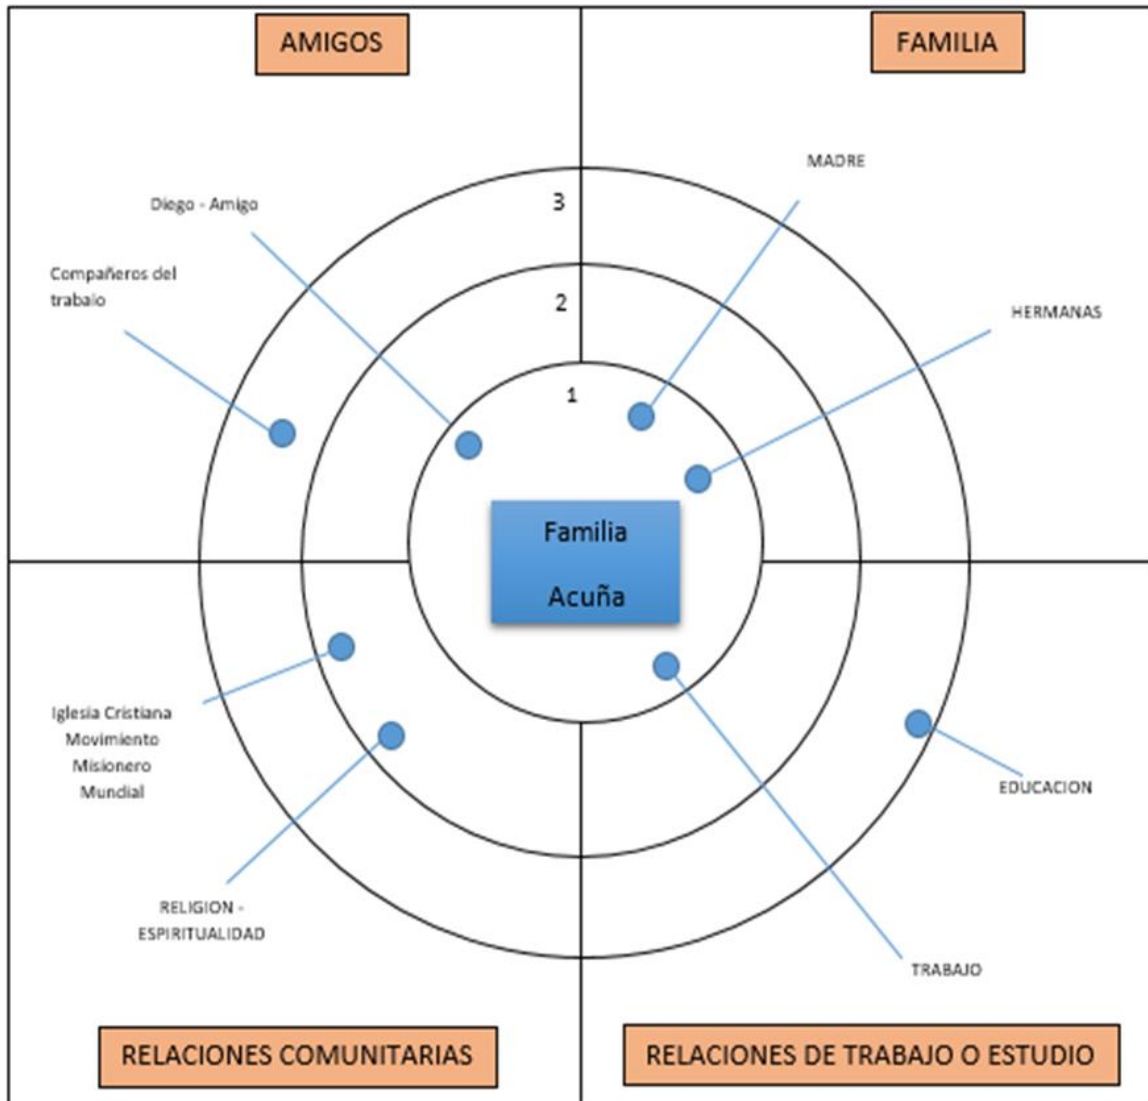 AMIGOS
FAMILIA
MADRE
3
Diego - Amigo
Compañeros del
trabalo
2
HERMANAS
1
Familia
Acuña
Iglesia Cristiana
Movimiento
Misionero
Mundial
EDUCACION
RELIGION -
ESPIRITUALIDAD
TRABAJO
RELACIONES COMUNITARIAS
RELACIONES DE TRABAJO O ESTUDIO